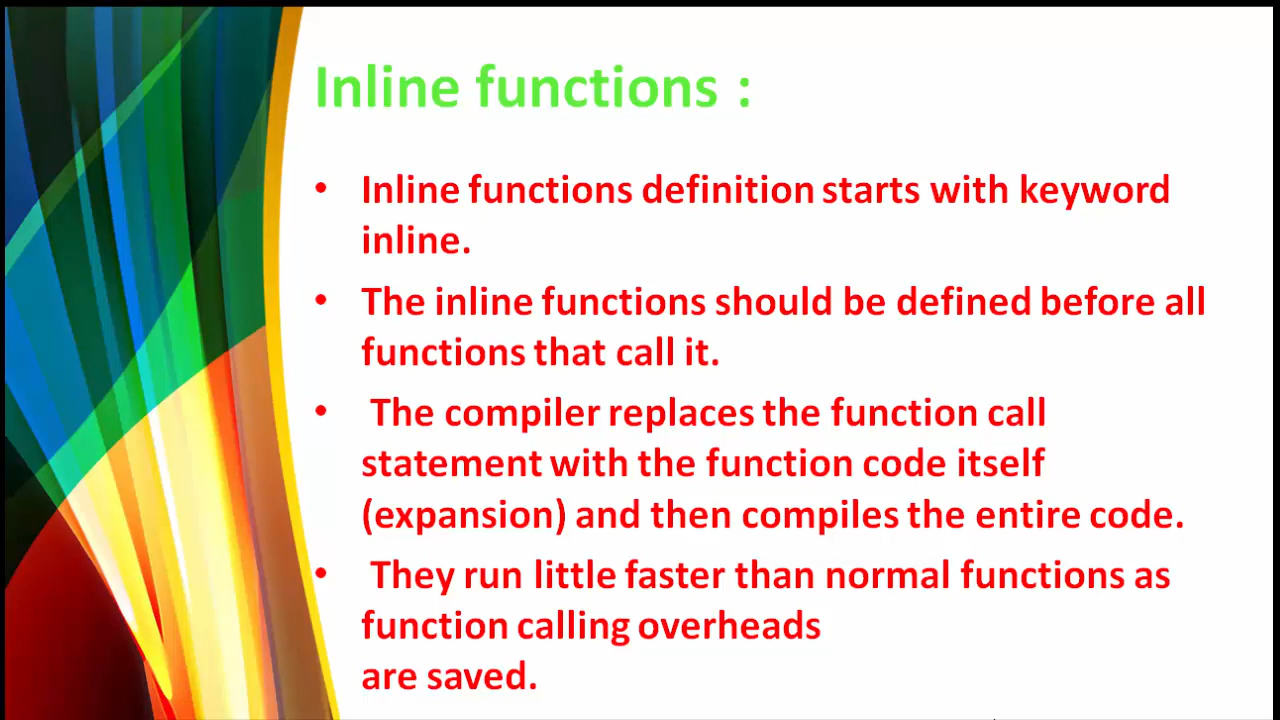 Inline functions :
• Inline functions definition starts with keyword
inline.
• The inline functions should be defined before all
functions that call it.
• The compiler replaces the function call
statement with the function code itself
(expansion) and then compiles the entire code.
• They run little faster than normal functions as
function calling overheads
are saved.